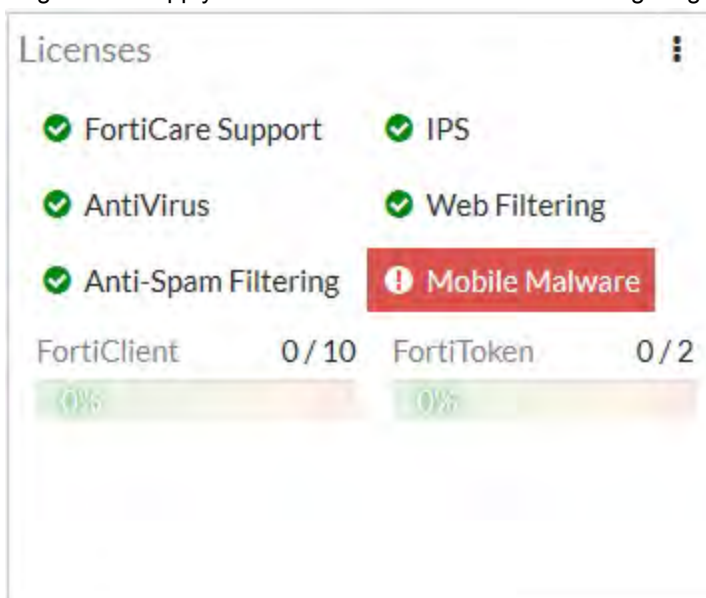 Licenses
FortiCare Support IPS
AntiVirus Web Filtering
Anti-Spam Filtering Mobile Malware
FortiClient 0 / 10 FortiToken 0 / 2
0% 0%